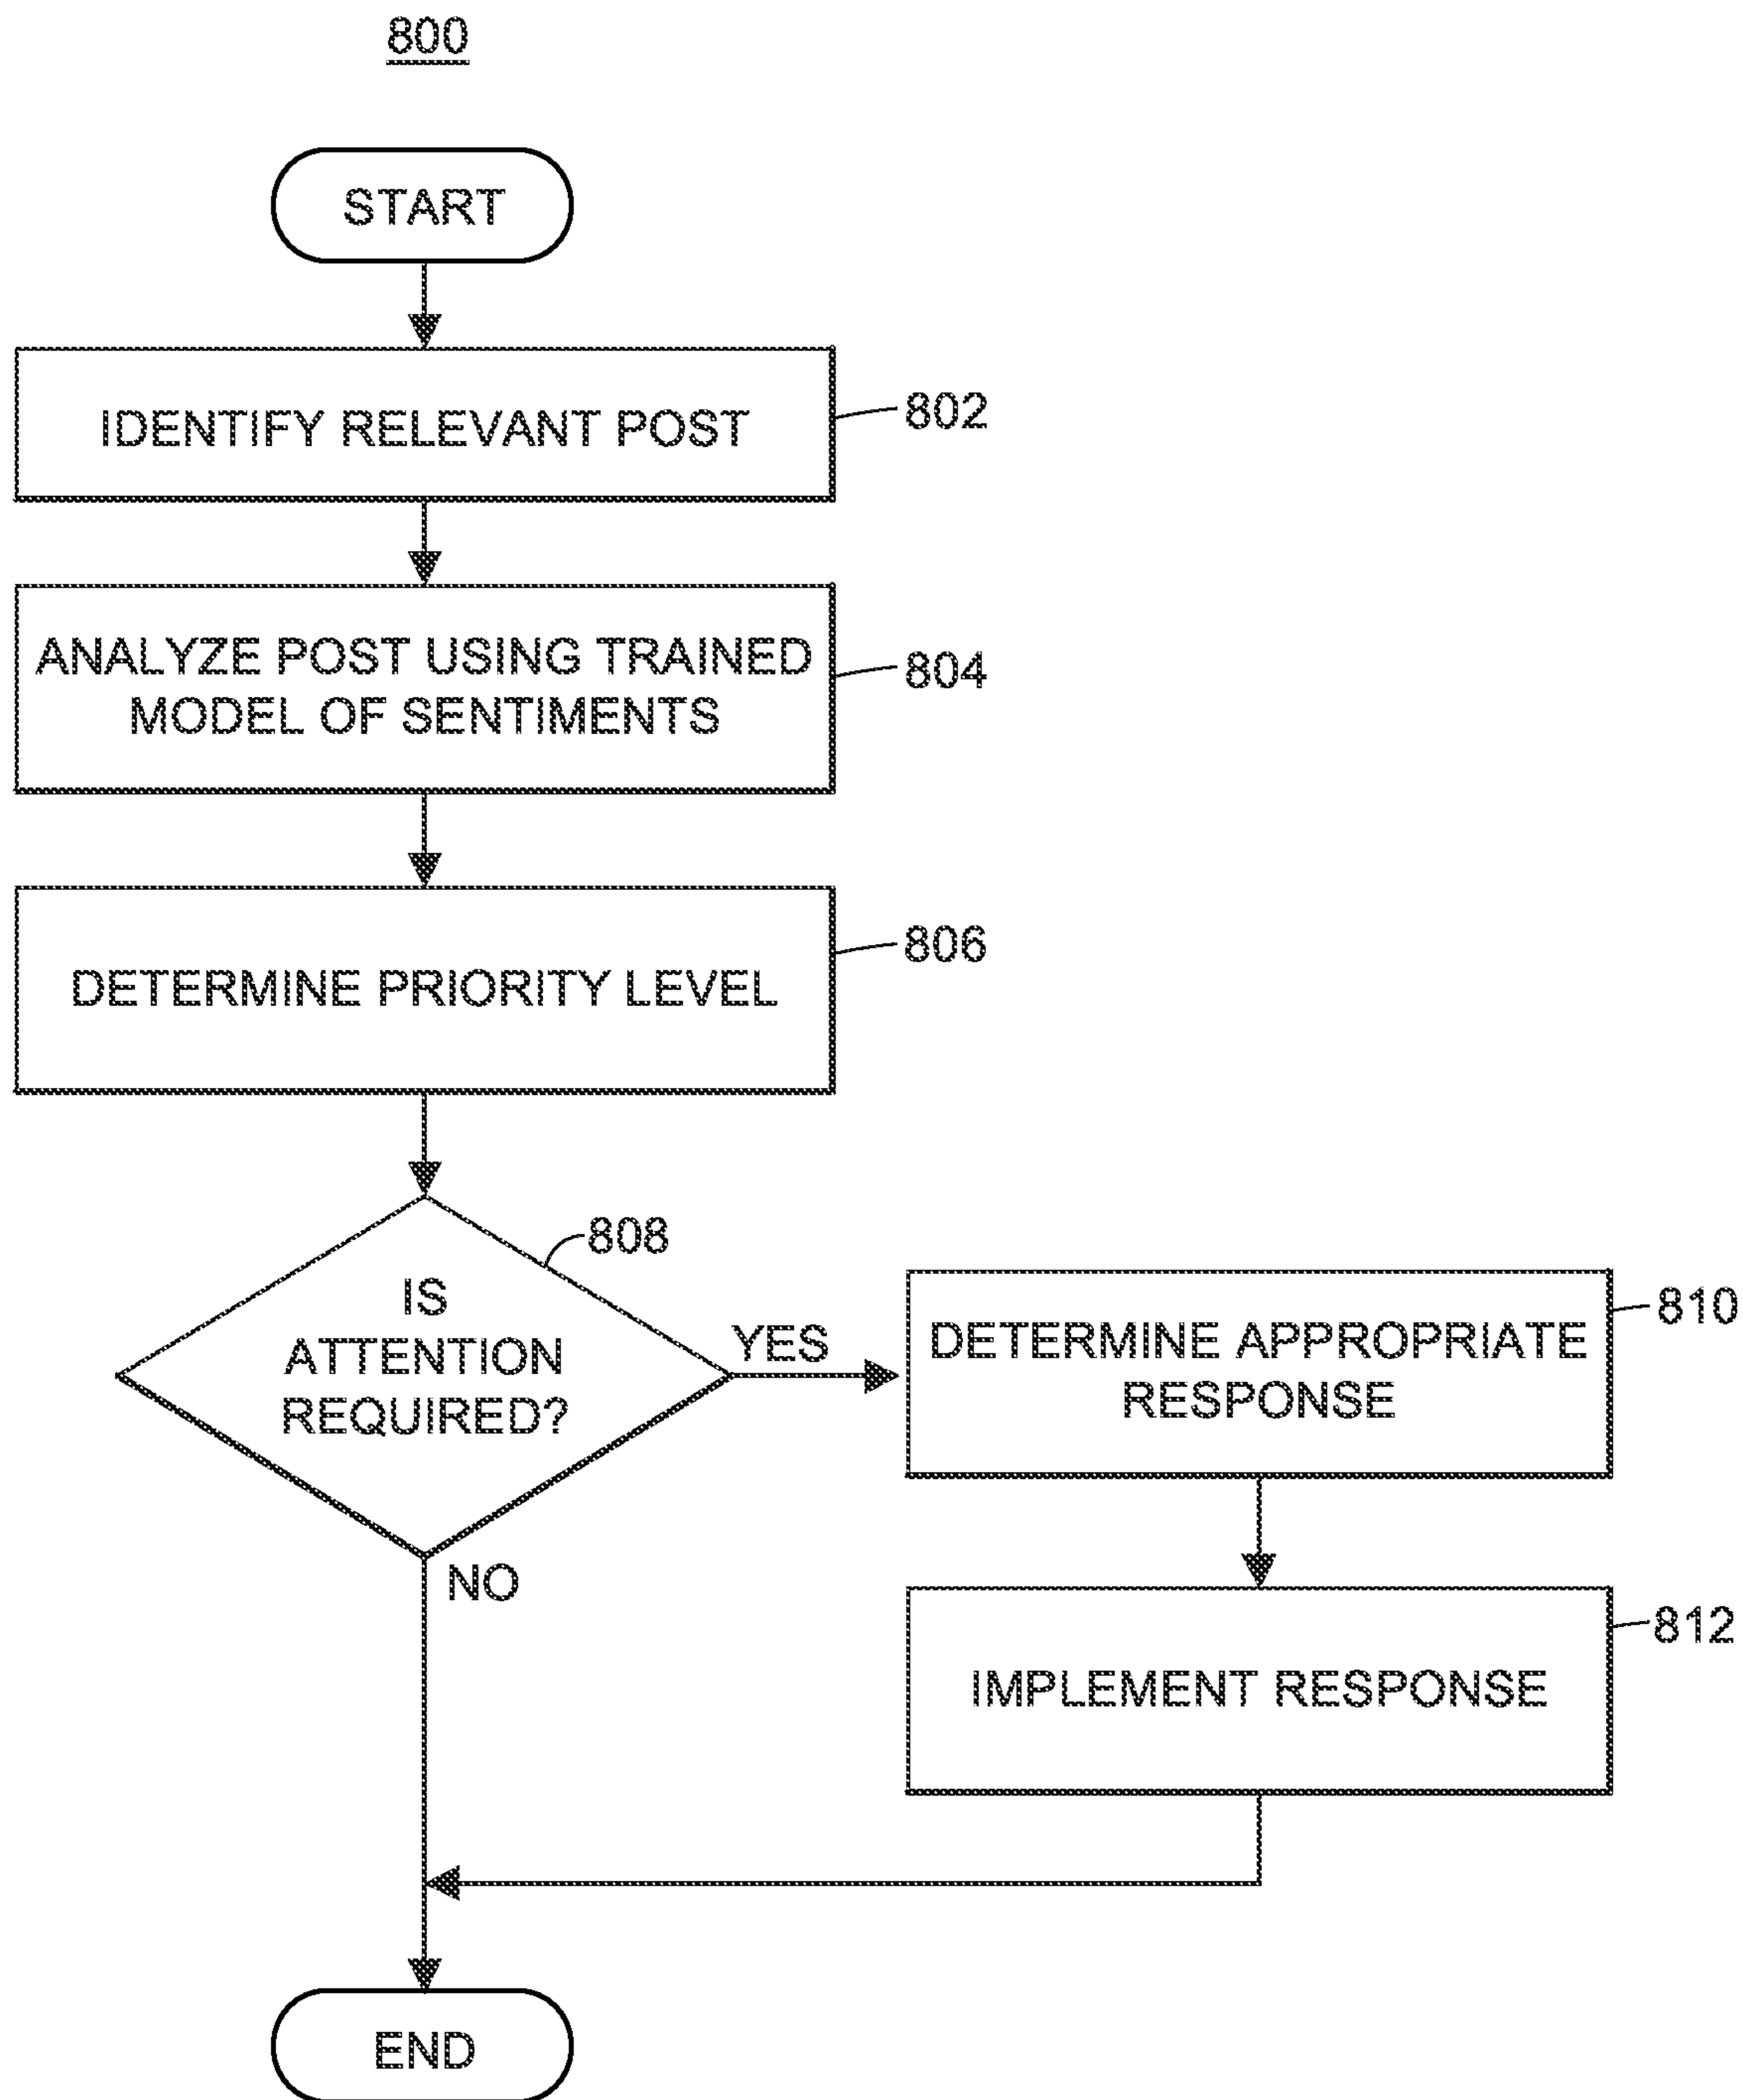 800
START
IDENTIFY RELEVANT POST
802
ANALYZE POST USING TRAINED
MODEL OF SENTIMENTS
804
DETERMINE PRIORITY LEVEL
806
IS
ATTENTION
REQUIRED?
808
YES
DETERMINE APPROPRIATE
RESPONSE
810
NO
IMPLEMENT RESPONSE
812
END